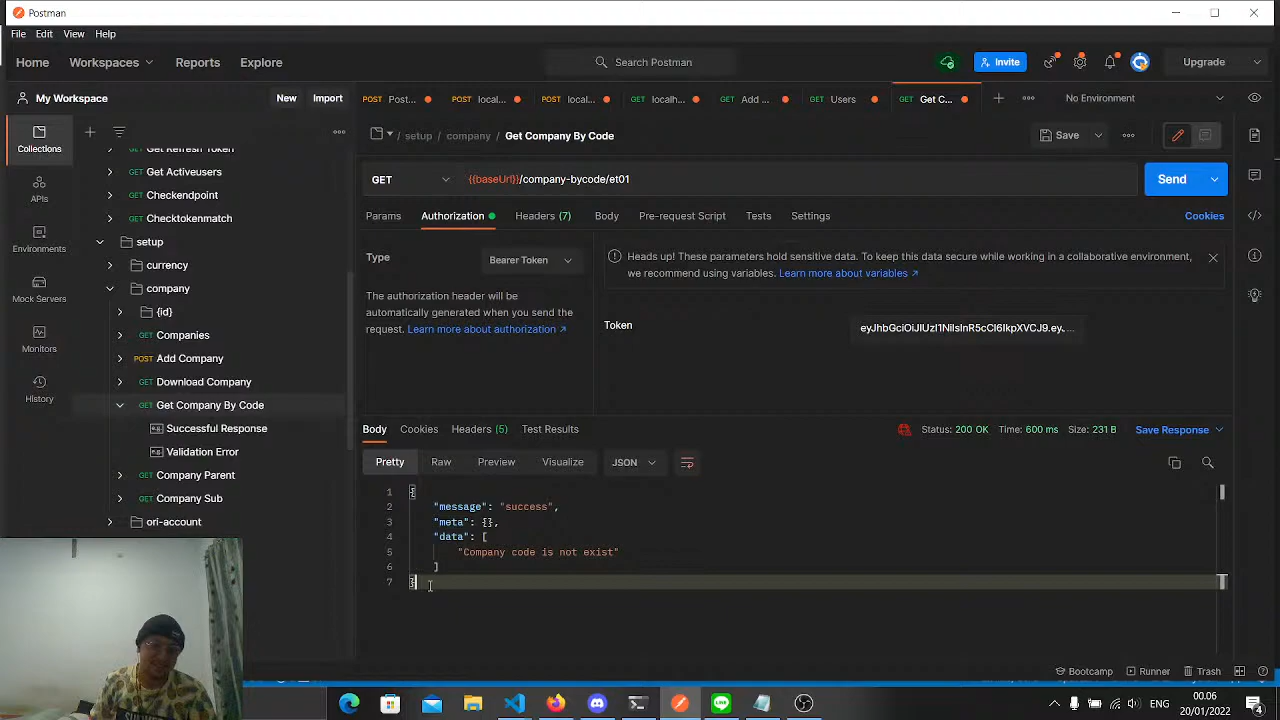 Postman
File Edit View Help
Home Workspaces Reports Explore Search Postman Invite Upgrade
My Workspace New Import POST Post... POST local... POST local... GET localh... GET Add ... GET Users GET Get C... No Environment
Collections
APIs
Environments
Mock Servers
Monitors
History
GET Get Refresh Token
GET Get Activeusers
GET Checkendpoint
GET Checktokenmatch
setup
currency
company
{id}
GET Companies
POST Add Company
GET Download Company
GET Get Company By Code
e.g. Successful Response
e.g. Validation Error
GET Company Parent
GET Company Sub
ori-account
/ setup / company / Get Company By Code Save
GET {{baseUrl}}/company-bycode/et01 Send
Params Authorization Headers (7) Body Pre-request Script Tests Settings Cookies
Type Bearer Token
The authorization header will be
automatically generated when you send the
request. Learn more about authorization
Heads up! These parameters hold sensitive data. To keep this data secure while working in a collaborative environment,
we recommend using variables. Learn more about variables
Token
Body Cookies Headers (5) Test Results Status: 200 OK Time: 600 ms Size: 231 B Save Response
Pretty Raw Preview Visualize JSON
1 {
2 "message": "success",
3 "meta": {},
4 "data": [
5 "Company code is not exist"
6 ]
7 }
Bootcamp Runner Trash
ENG 00.06
20/01/2022